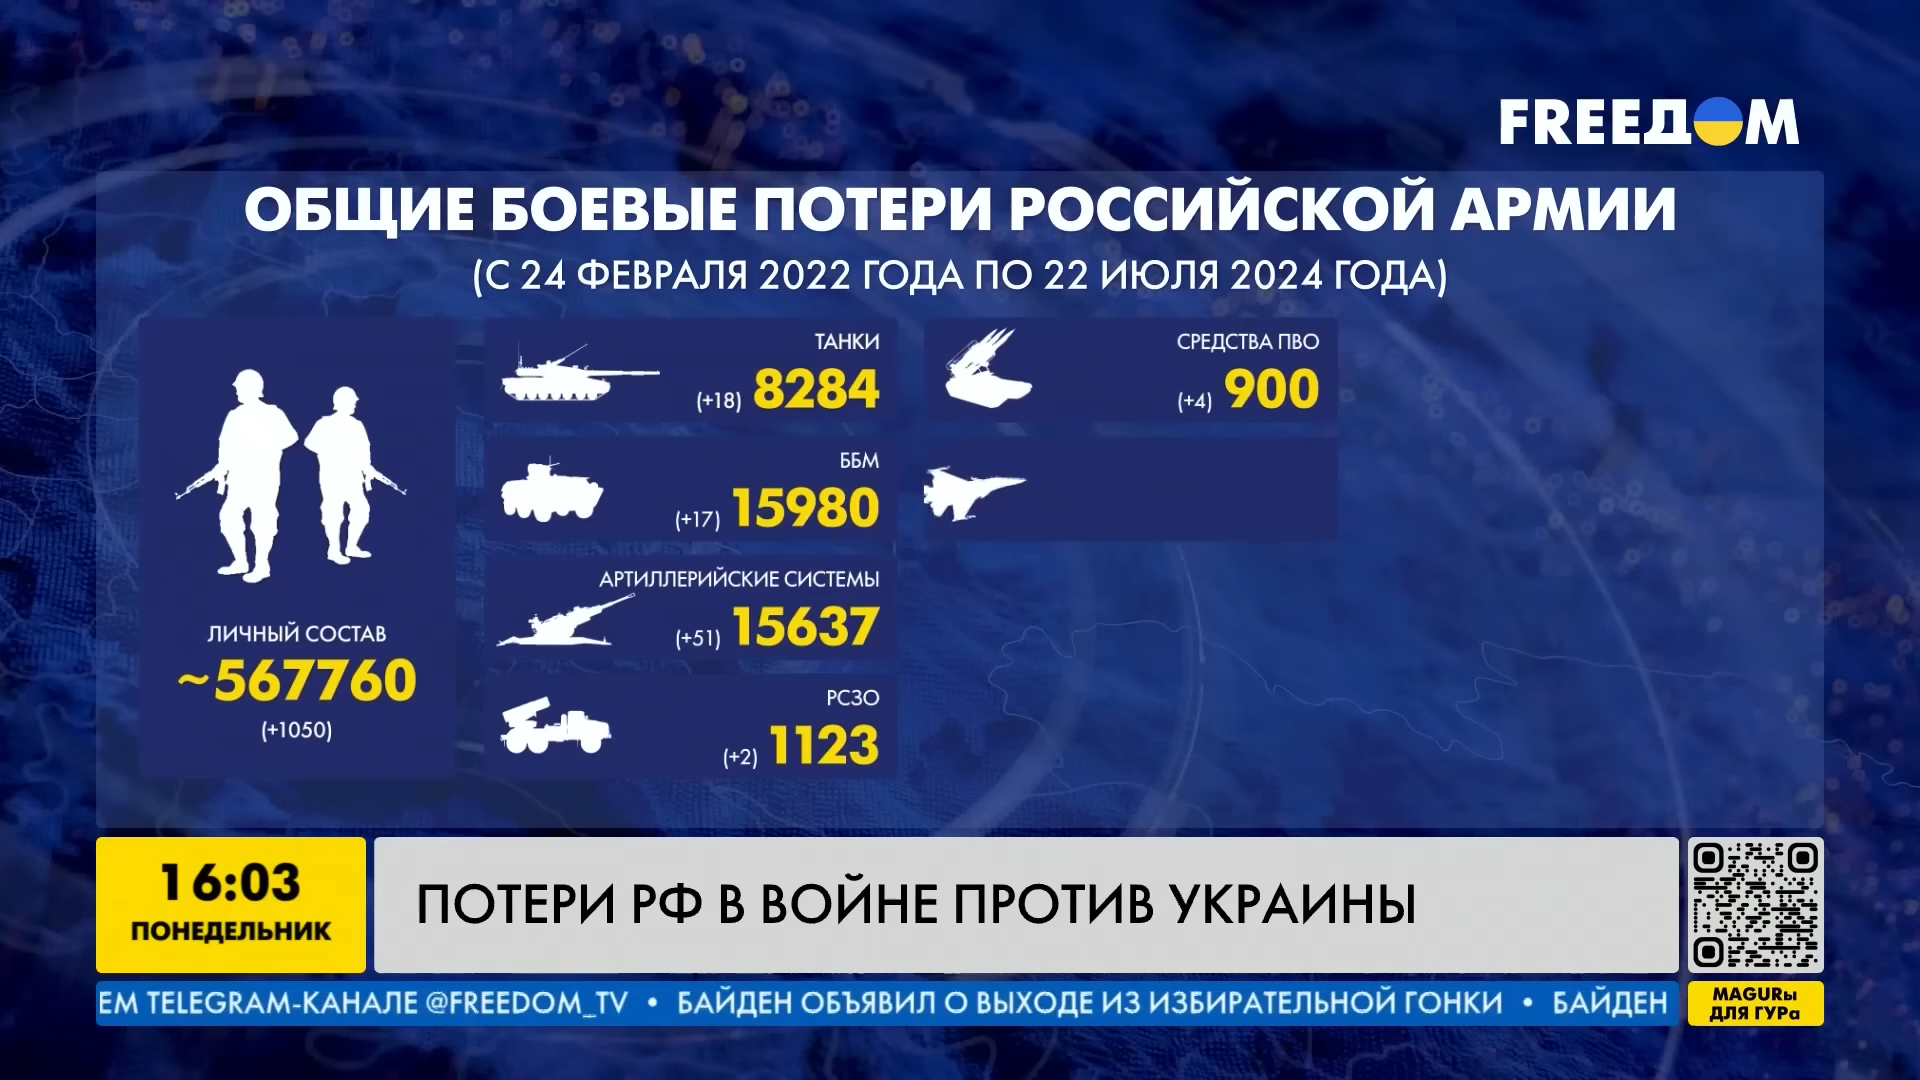 FREEДOM
ОБЩИЕ БОЕВЫЕ ПОТЕРИ РОССИЙСКОЙ АРМИИ
(С 24 ФЕВРАЛЯ 2022 ГОДА ПО 22 ИЮЛЯ 2024 ГОДА)
ЛИЧНЫЙ СОСТАВ
~567760
(+1050)
ТАНКИ
(+18) 8284
ББМ
(+17) 15980
АРТИЛЛЕРИЙСКИЕ СИСТЕМЫ
(+51) 15637
РСЗО
(+2) 1123
СРЕДСТВА ПВО
(+4) 900
16:03
ПОНЕДЕЛЬНИК
ПОТЕРИ РФ В ВОЙНЕ ПРОТИВ УКРАИНЫ
ЕМ TELEGRAM-КАНАЛЕ @FREEDOM_TV • БАЙДЕН ОБЪЯВИЛ О ВЫХОДЕ ИЗ ИЗБИРАТЕЛЬНОЙ ГОНКИ • БАЙДЕН
MAGURы
ДЛЯ ГУРа